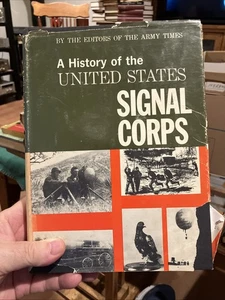 BY THE EDITORS OF THE ARMY TIMES
A History of the
UNITED STATES
SIGNAL
CORPS